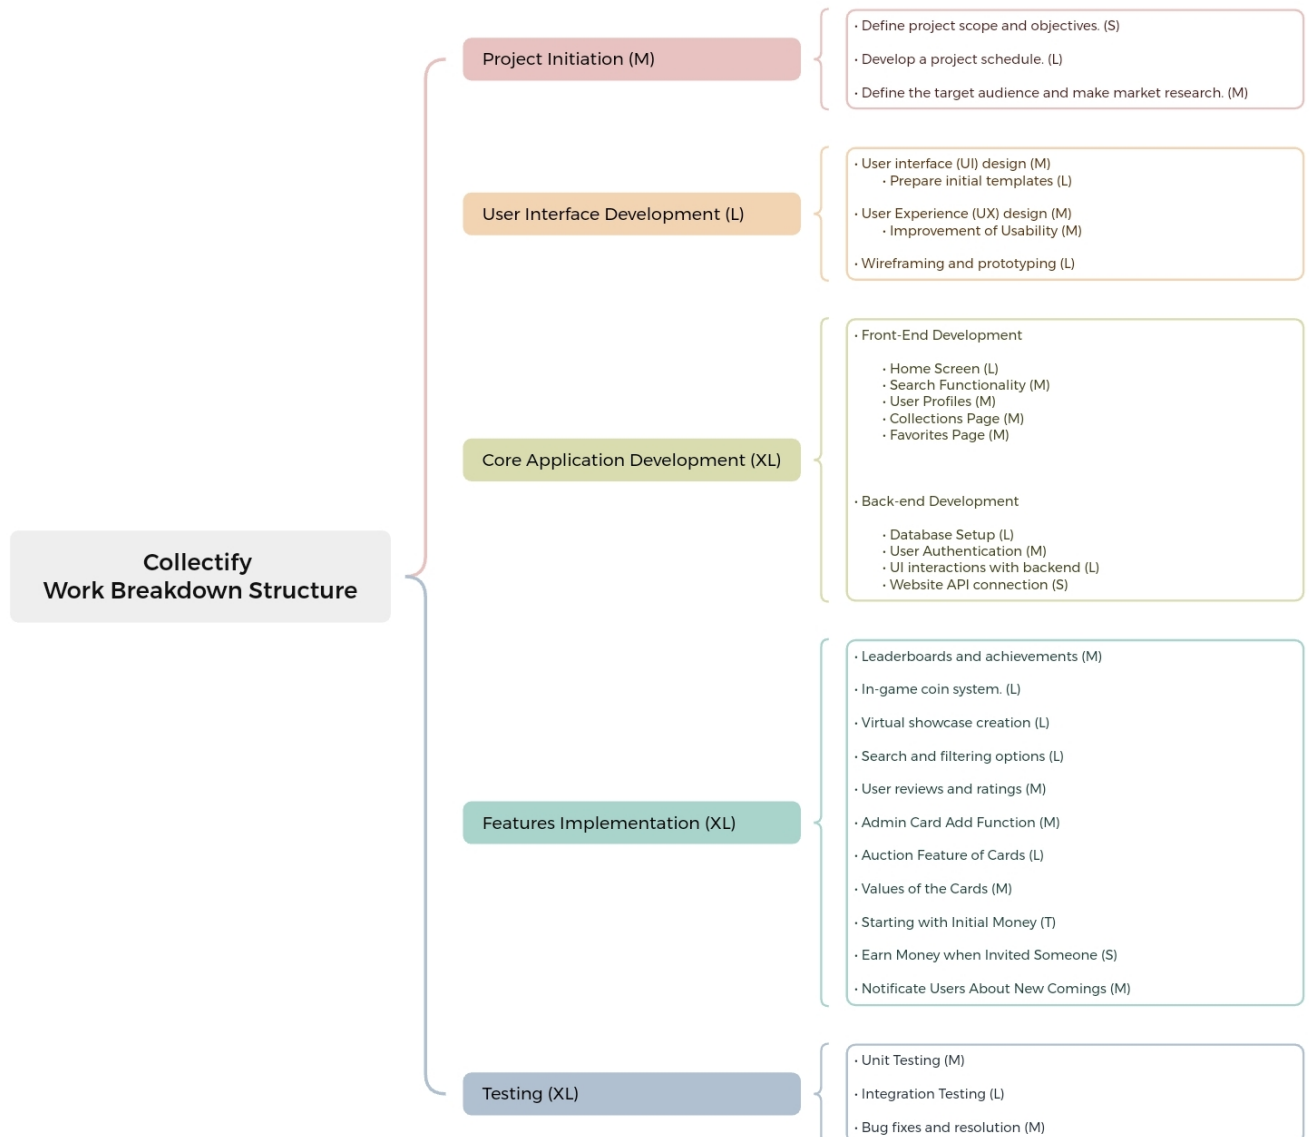 Collectify
Work Breakdown Structure
Project Initiation (M)
· Define project scope and objectives. (S)
· Develop a project schedule. (L)
· Define the target audience and make market research. (M)
User Interface Development (L)
· User interface (UI) design (M)
· Prepare initial templates (L)
· User Experience (UX) design (M)
· Improvement of Usability (M)
· Wireframing and prototyping (L)
Core Application Development (XL)
· Front-End Development
· Home Screen (L)
· Search Functionality (M)
· User Profiles (M)
· Collections Page (M)
· Favorites Page (M)
· Back-end Development
· Database Setup (L)
· User Authentication (M)
· UI interactions with backend (L)
· Website API connection (S)
Features Implementation (XL)
· Leaderboards and achievements (M)
· In-game coin system. (L)
· Virtual showcase creation (L)
· Search and filtering options (L)
· User reviews and ratings (M)
· Admin Card Add Function (M)
· Auction Feature of Cards (L)
· Values of the Cards (M)
· Starting with Initial Money (T)
· Earn Money when Invited Someone (S)
· Notificate Users About New Comings (M)
Testing (XL)
· Unit Testing (M)
· Integration Testing (L)
· Bug fixes and resolution (M)